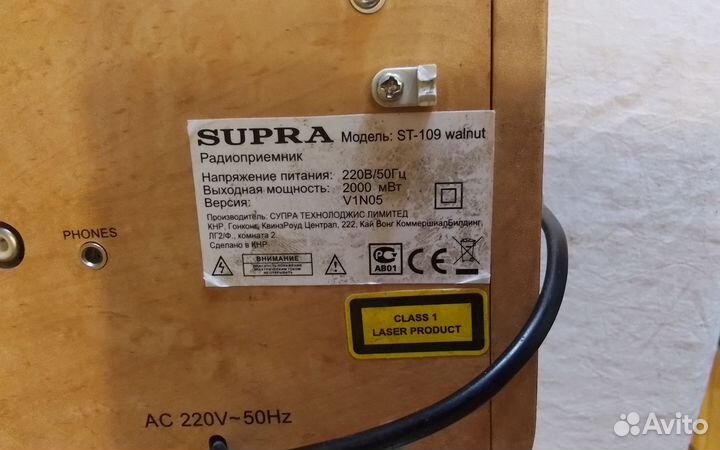 SUPRA Модель: ST-109 walnut
Радиоприемник
Напряжение питания: 220В/50Гц
Выходная мощность: 2000 мВт
Версия: V1N05
Производитель: СУПРА ТЕХНОЛОДЖИС ЛИМИТЕД
КНР, Гонконг, КвинзРоуд Централ, 222, Кай Вонг КоммершиалБилдинг,
ЛГ2/Ф., комната 2.
Сделано в КНР
ВНИМАНИЕ
АВ01
CE
PHONES
CLASS 1
LASER PRODUCT
AC 220V~50Hz
Avito